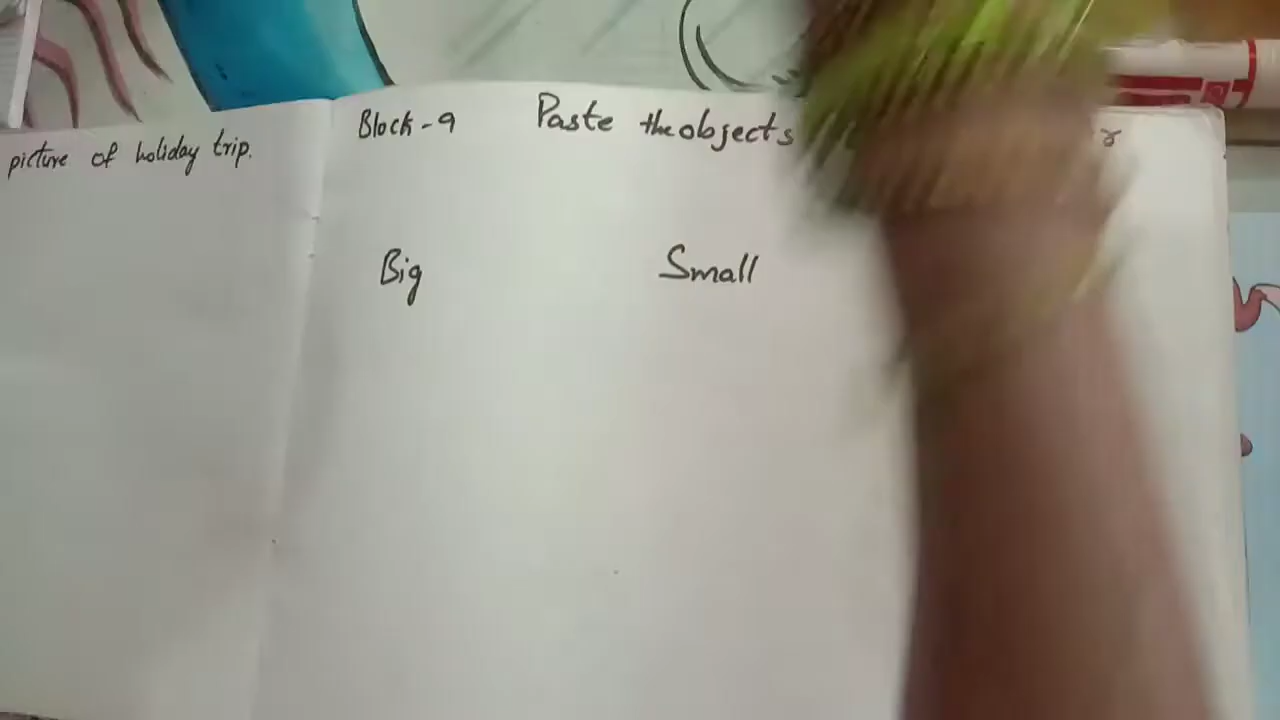 picture of holiday trip.
Block-9 Paste the objects
Big Small